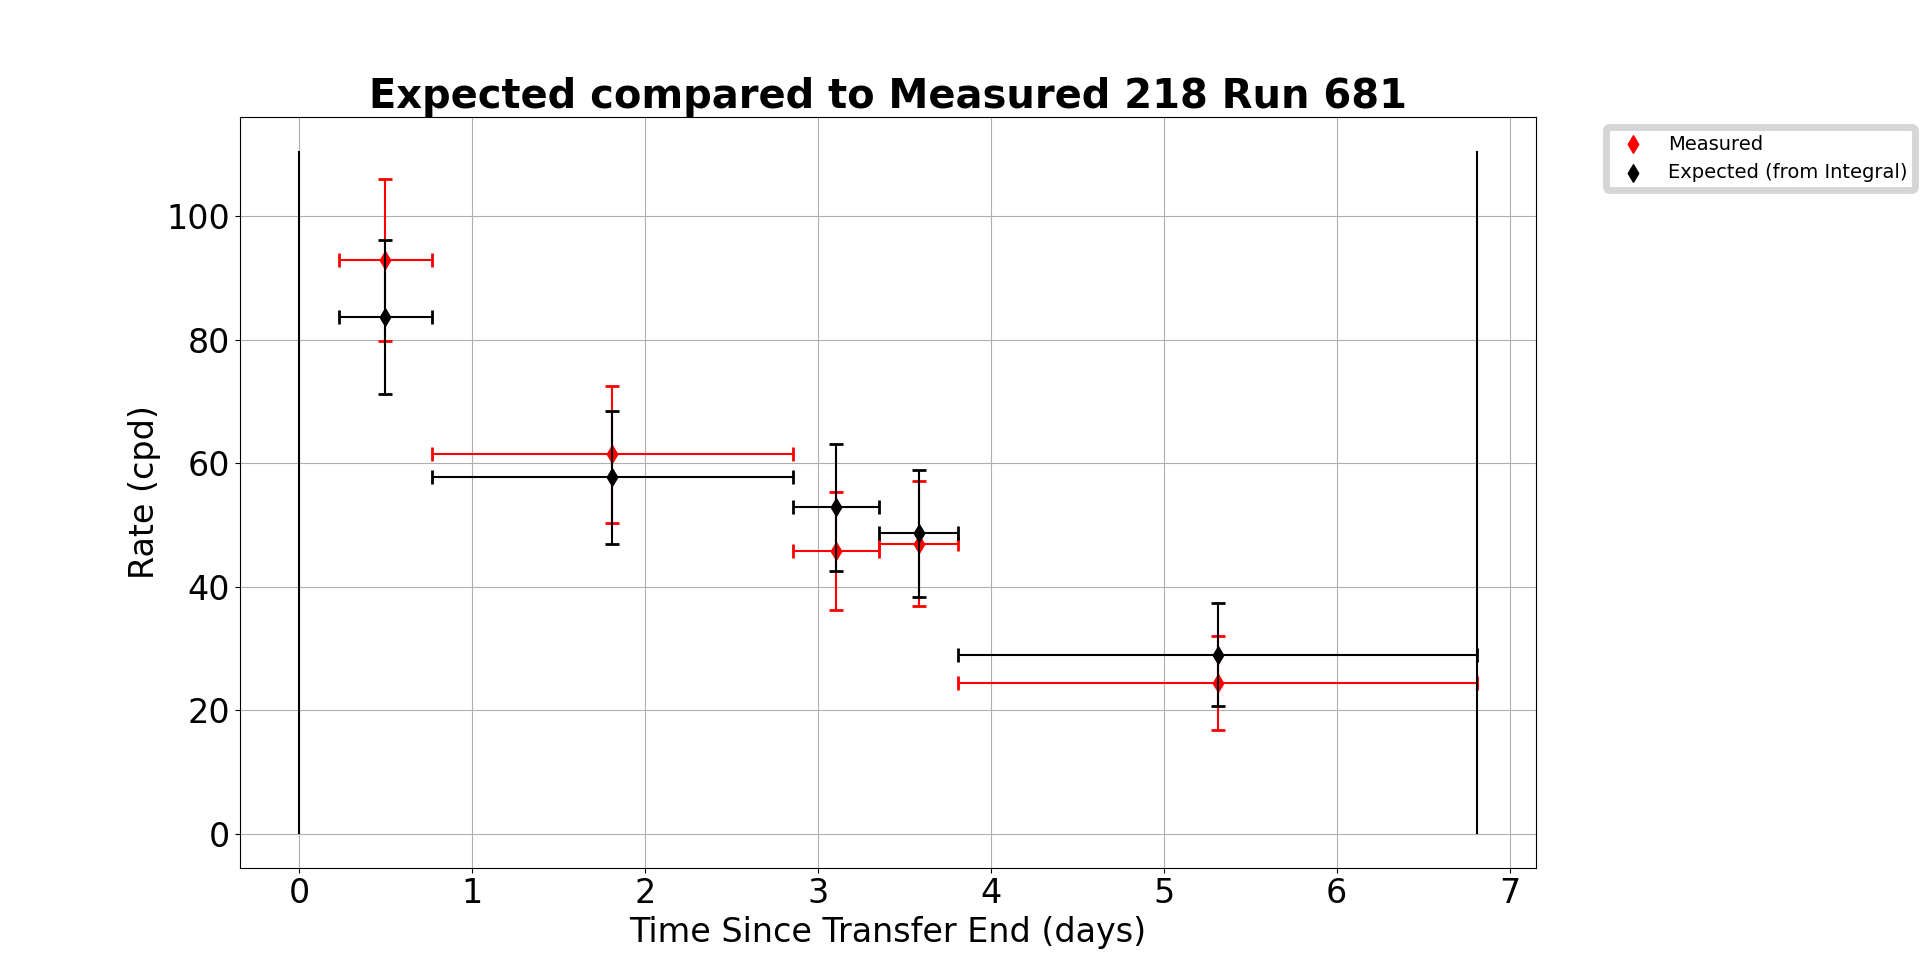 Expected compared to Measured 218 Run 681
Measured
Expected (from Integral)
Rate (cpd)
100
80
60
40
20
0
0 1 2 3 4 5 6 7
Time Since Transfer End (days)